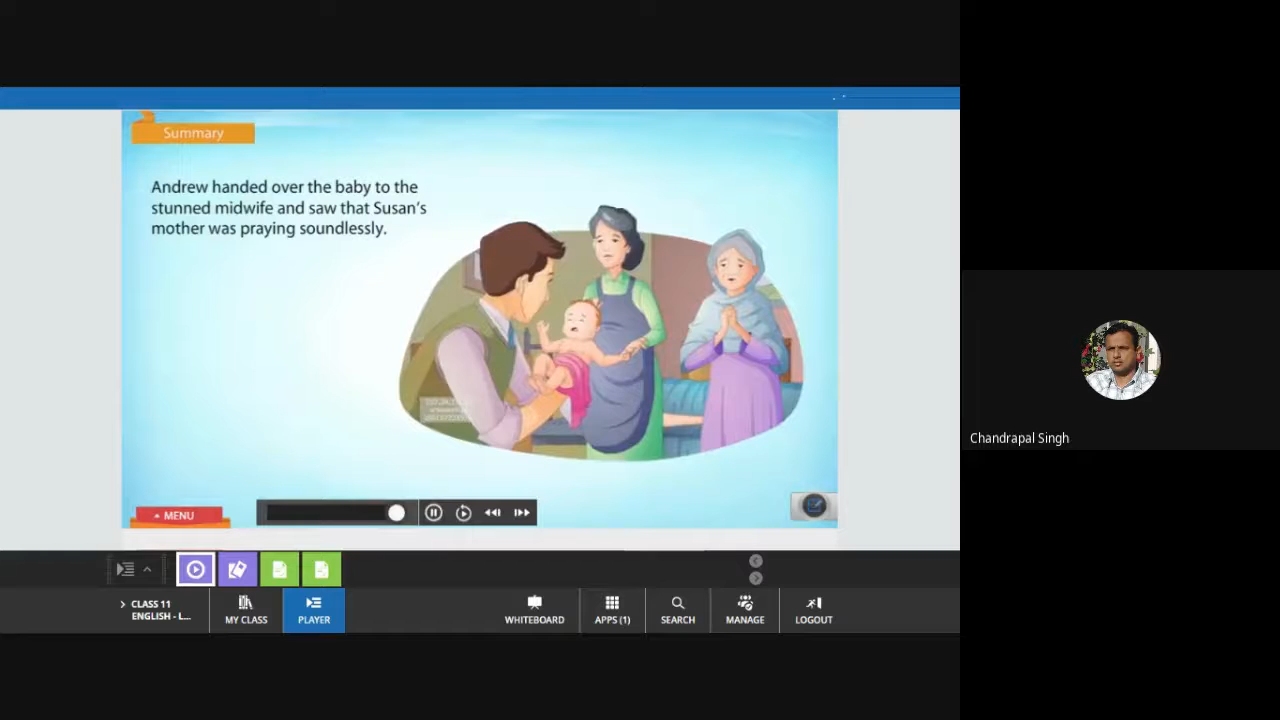 Summary
Andrew handed over the baby to the
stunned midwife and saw that Susan's
mother was praying soundlessly.
MENU
Chandrapal Singh
CLASS 11
ENGLISH - L...
MY CLASS
PLAYER
WHITEBOARD
APPS (1)
SEARCH
MANAGE
LOGOUT